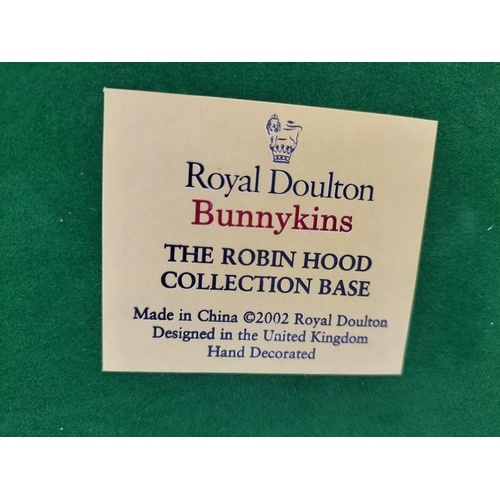 Royal Doulton
Bunnykins
THE ROBIN HOOD
COLLECTION BASE
Made in China ©2002 Royal Doulton
Designed in the United Kingdom
Hand Decorated